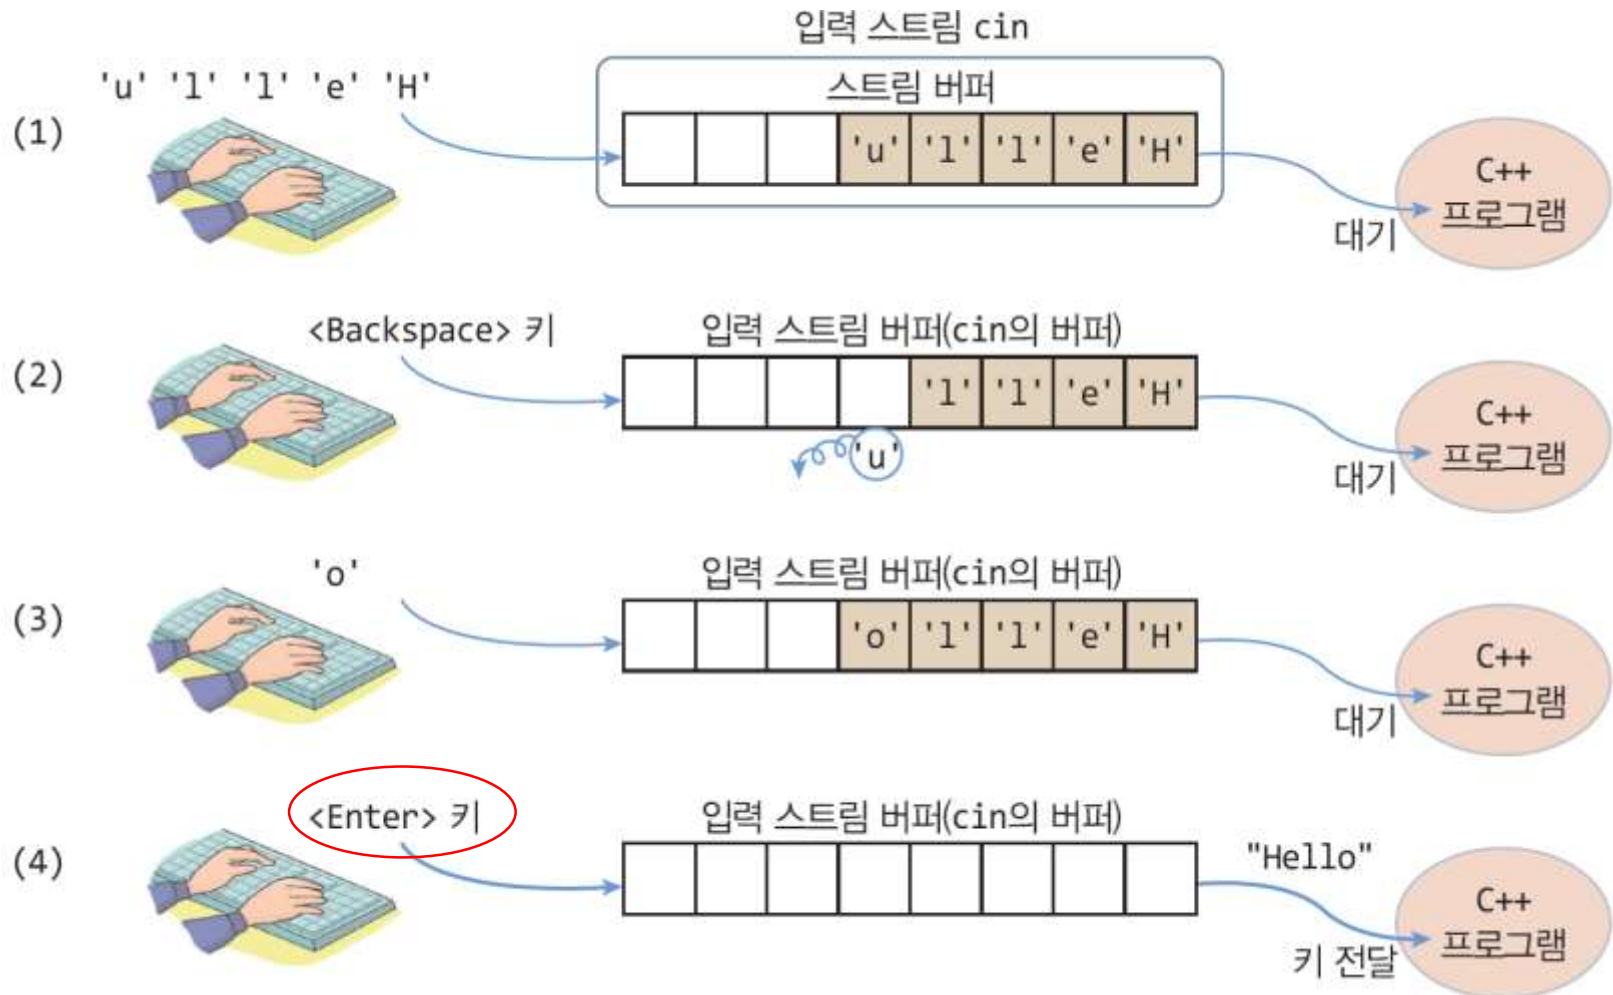 입력 스트림 cin
'u' 'l' 'l' 'e' 'H'
스트림 버퍼
(1)
'u' 'l' 'l' 'e' 'H'
C++
프로그램
대기
<Backspace> 키
입력 스트림 버퍼(cin의 버퍼)
(2)
'l' 'l' 'e' 'H'
'u'
C++
프로그램
대기
'o'
입력 스트림 버퍼(cin의 버퍼)
(3)
'o' 'l' 'l' 'e' 'H'
C++
프로그램
대기
<Enter> 키
입력 스트림 버퍼(cin의 버퍼)
(4)
"Hello"
C++
프로그램
키 전달